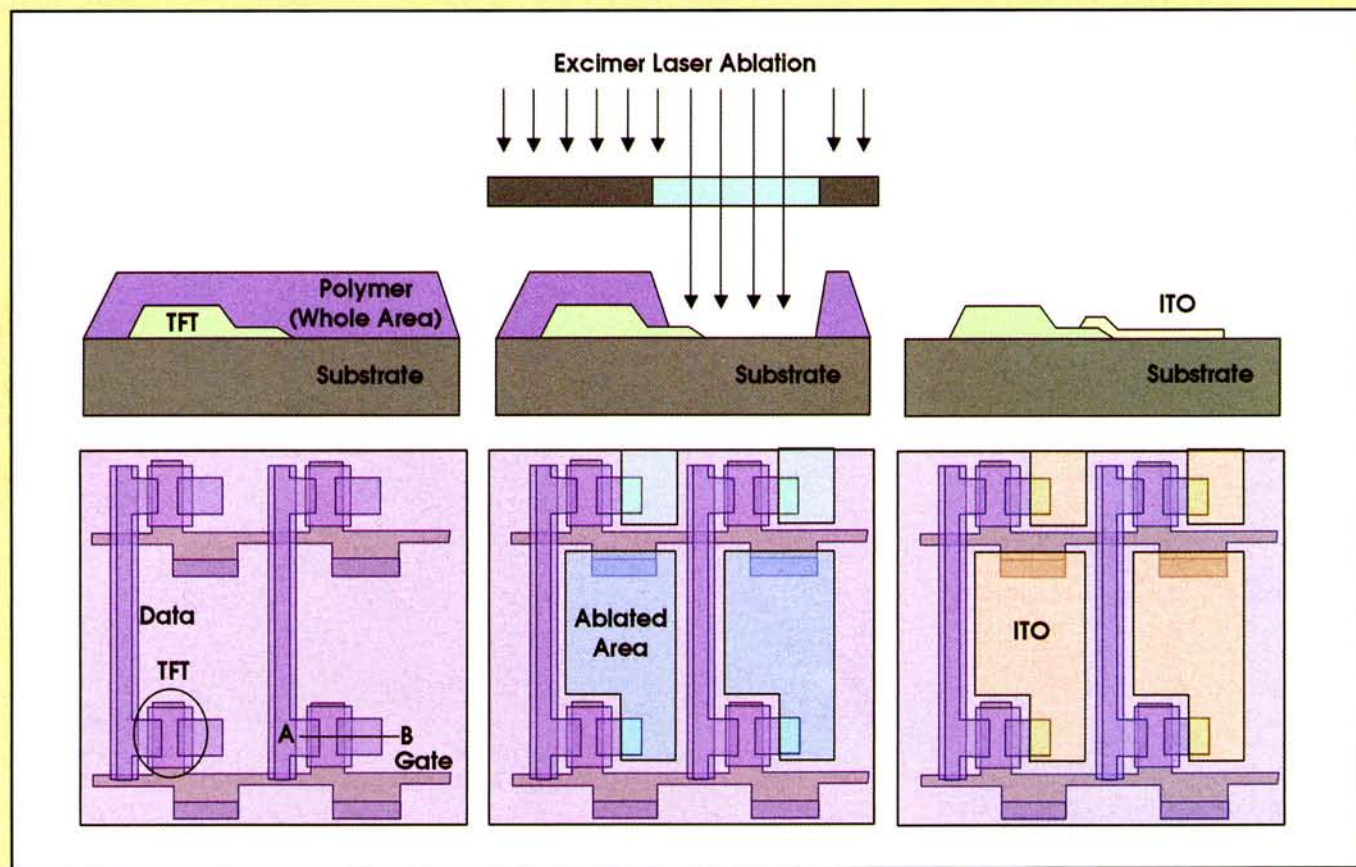 Excimer Laser Ablation
Polymer
(Whole Area)
TFT
Substrate
Substrate
ITO
Substrate
Data
TFT
A
B
Gate
Ablated
Area
ITO